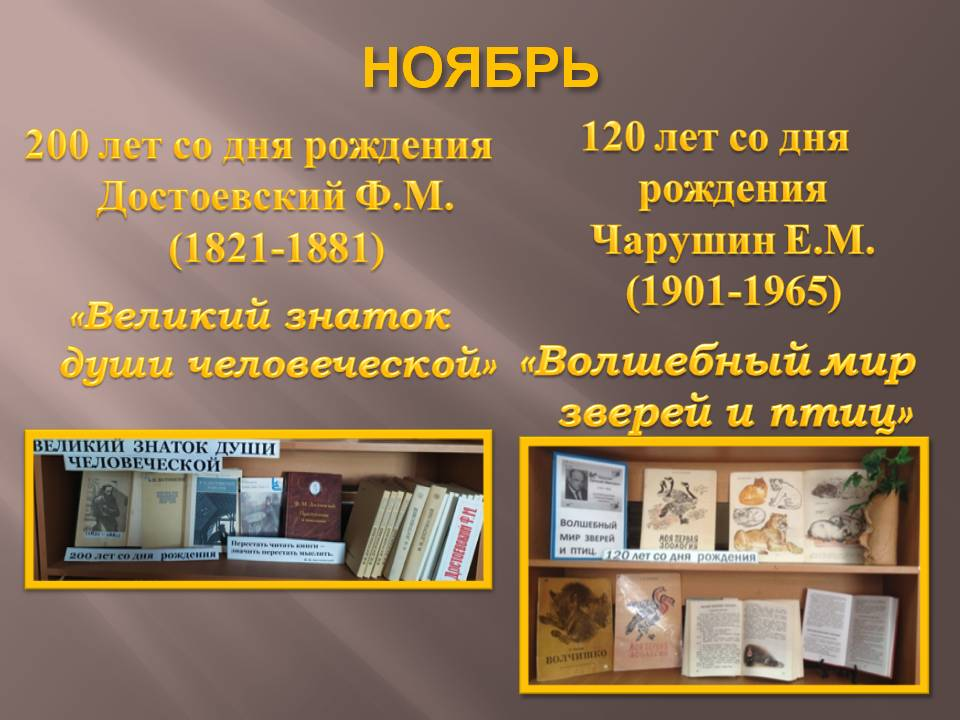 НОЯБРЬ
200 лет со дня рождения
Достоевский Ф.М.
(1821-1881)
«Великий знаток
души человеческой»
120 лет со дня
рождения
Чарушин Е.М.
(1901-1965)
«Волшебный мир
зверей и птиц»
ВЕЛИКИЙ ЗНАТОК ДУШИ
ЧЕЛОВЕЧЕСКОЙ
200 лет со дня рождения
Перестать читать книги –
значить перестать мыслить.
Достоевский Ф.М
ВОЛШЕБНЫЙ
МИР ЗВЕРЕЙ
И ПТИЦ.
МОЯ ПЕРВАЯ
ЗООЛОГИЯ
120 лет со дня рождения
ВОЛЧИШКО